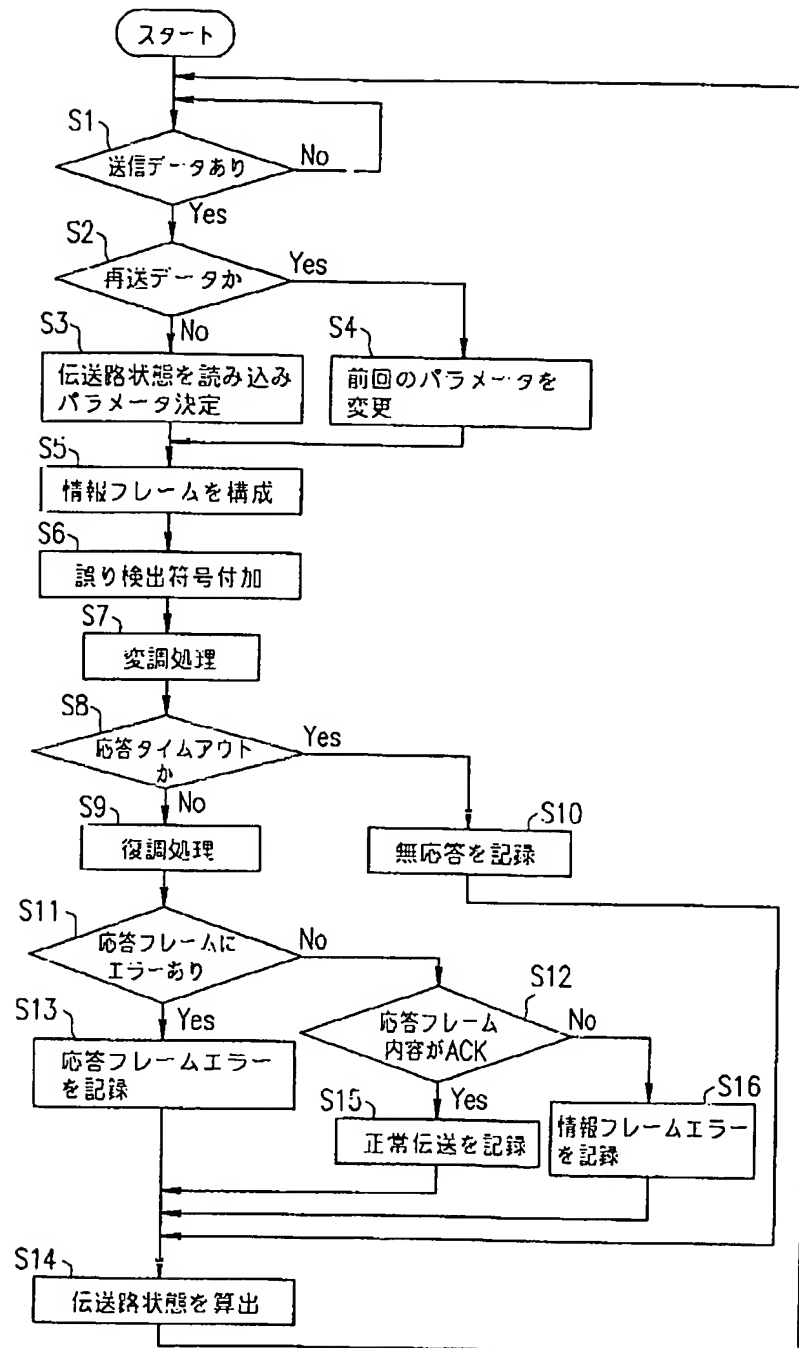 スタート
S1
送信データあり
No
Yes
S2
再送データか
Yes
No
S3
伝送路状態を読み込み
パラメータ決定
S4
前回のパラメータを
変更
S5
情報フレームを構成
S6
誤り検出符号付加
S7
変調処理
S8
応答タイムアウト
か
Yes
No
S9
復調処理
S10
無応答を記録
S11
応答フレームに
エラーあり
No
Yes
S12
応答フレーム
内容がACK
No
Yes
S13
応答フレームエラー
を記録
S15
正常伝送を記録
S16
情報フレームエラー
を記録
S14
伝送路状態を算出